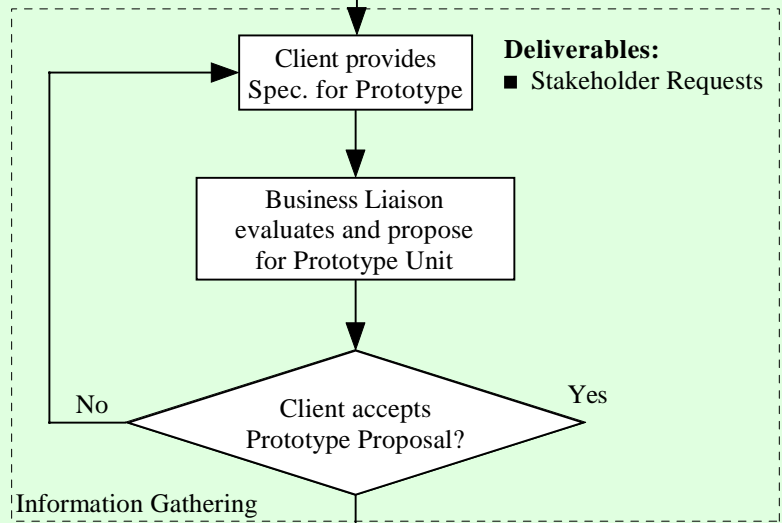 Client provides
Spec. for Prototype
Deliverables:
■ Stakeholder Requests
Business Liaison
evaluates and propose
for Prototype Unit
No
Client accepts
Prototype Proposal?
Yes
Information Gathering